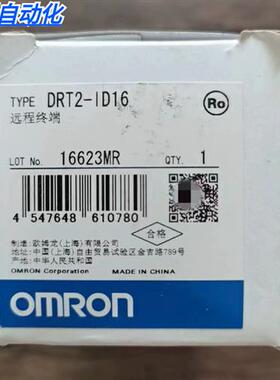 自动化
TYPE DRT2-ID16
Ro
远程终端
LOT No. 16623MR QTY. 1
4 547648 610780
合格
制造:欧姆龙(上海)有限公司
地址:中国(上海)自由贸易试验区金吉路789号
产地:中华人民共和国
OMRON Corporation MADE IN CHINA
OMRON